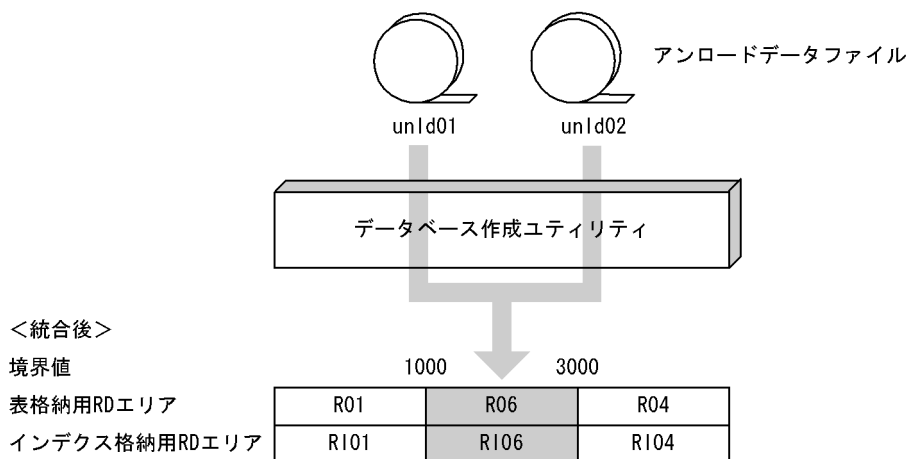 アンロードデータファイル
unld01 unld02
データベース作成ユティリティ
＜統合後＞
境界値 1000 3000
表格納用RDエリア R01 R06 R04
インデクス格納用RDエリア RI01 RI06 RI04